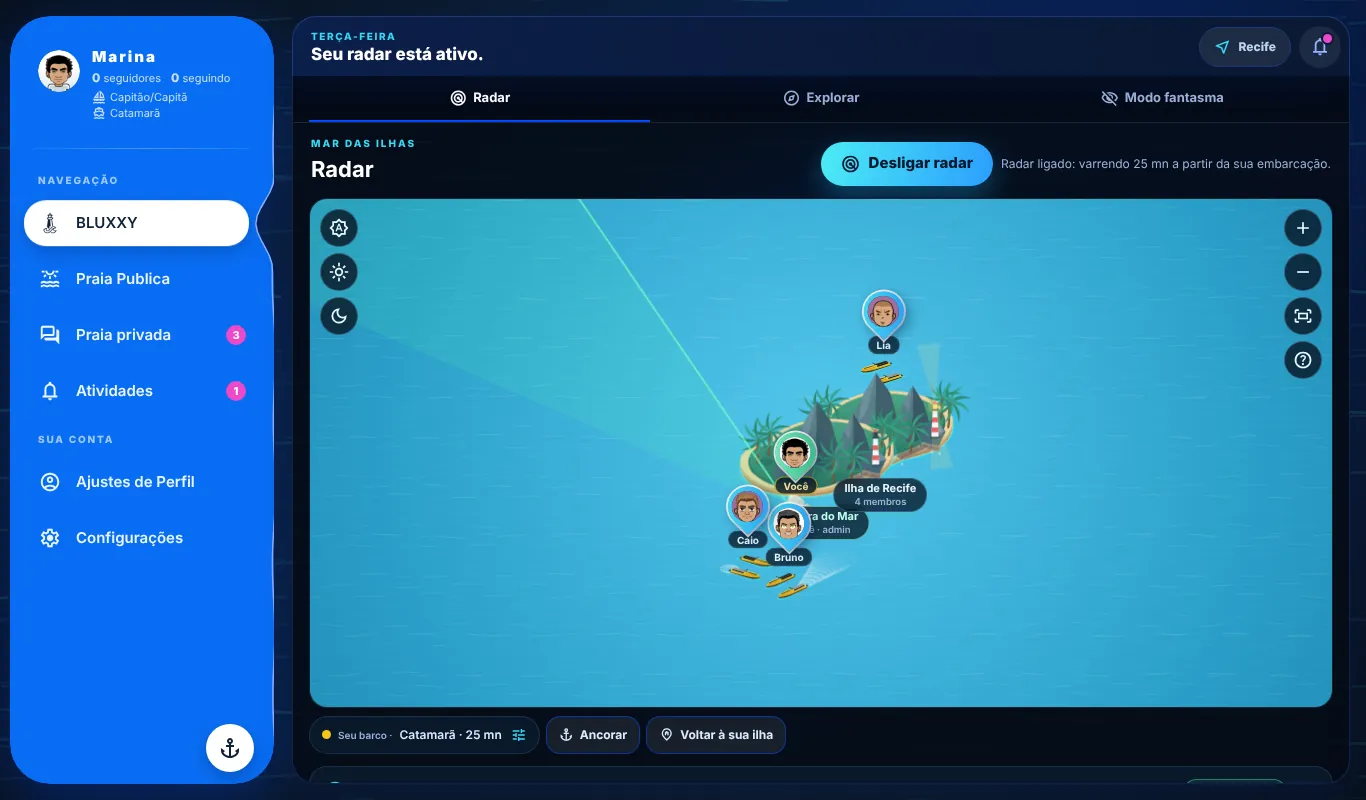 Marina
0 seguidores 0 seguindo
Capitão/Capitã
Catamarã
NAVEGAÇÃO
BLUXXY
Praia Publica
Praia privada 3
Atividades 1
SUA CONTA
Ajustes de Perfil
Configurações
TERÇA-FEIRA
Seu radar está ativo.
Recife
Radar
Explorar
Modo fantasma
MAR DAS ILHAS
Radar
Desligar radar
Radar ligado: varrendo 25 mn a partir da sua embarcação.
A
Lia
Você
Ilha de Recife
4 membros
do Mar
· admin
Caio
Bruno
Seu barco · Catamarã · 25 mn
Ancorar
Voltar à sua ilha